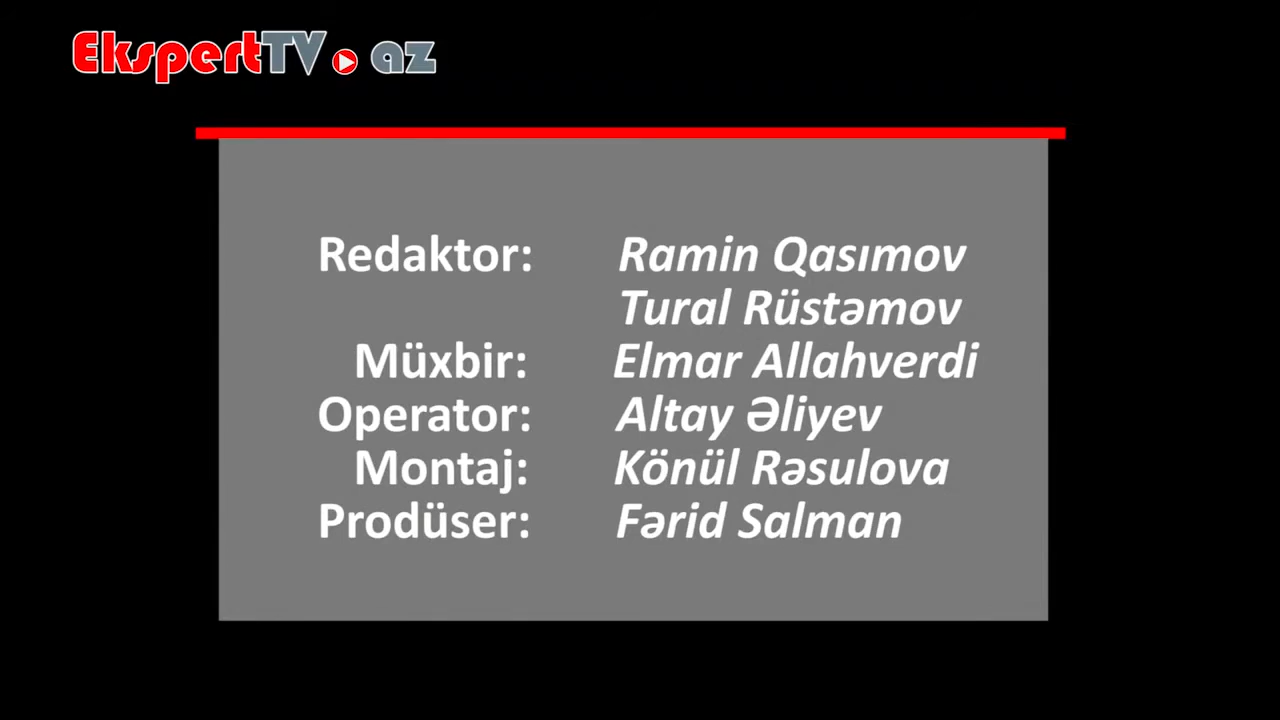 EkspertTV.az
Redaktor: Ramin Qasımov
Tural Rüstəmov
Müxbir: Elmar Allahverdi
Operator: Altay Əliyev
Montaj: Könül Rəsulova
Prodüser: Fərid Salman